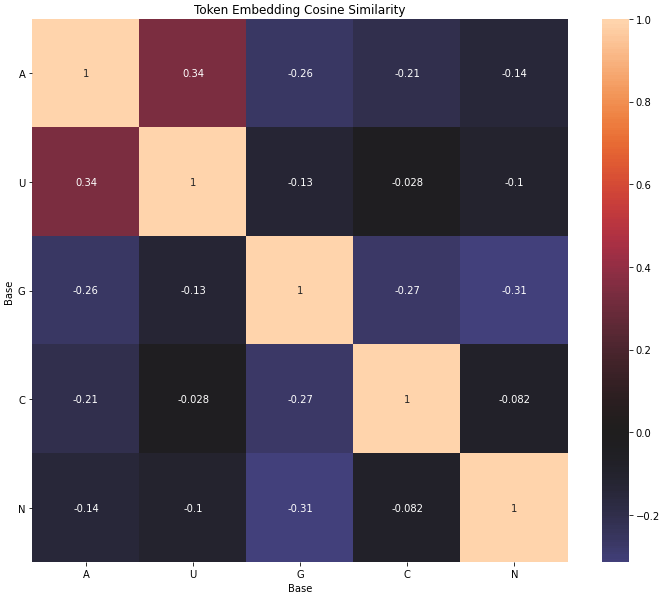 Token Embedding Cosine Similarity
A 1 0.34 -0.26 -0.21 -0.14
U 0.34 1 -0.13 -0.028 -0.1
G -0.26 -0.13 1 -0.27 -0.31
C -0.21 -0.028 -0.27 1 -0.082
N -0.14 -0.1 -0.31 -0.082 1
A U G C N
Base
Base
1.0
0.8
0.6
0.4
0.2
0.0
−0.2